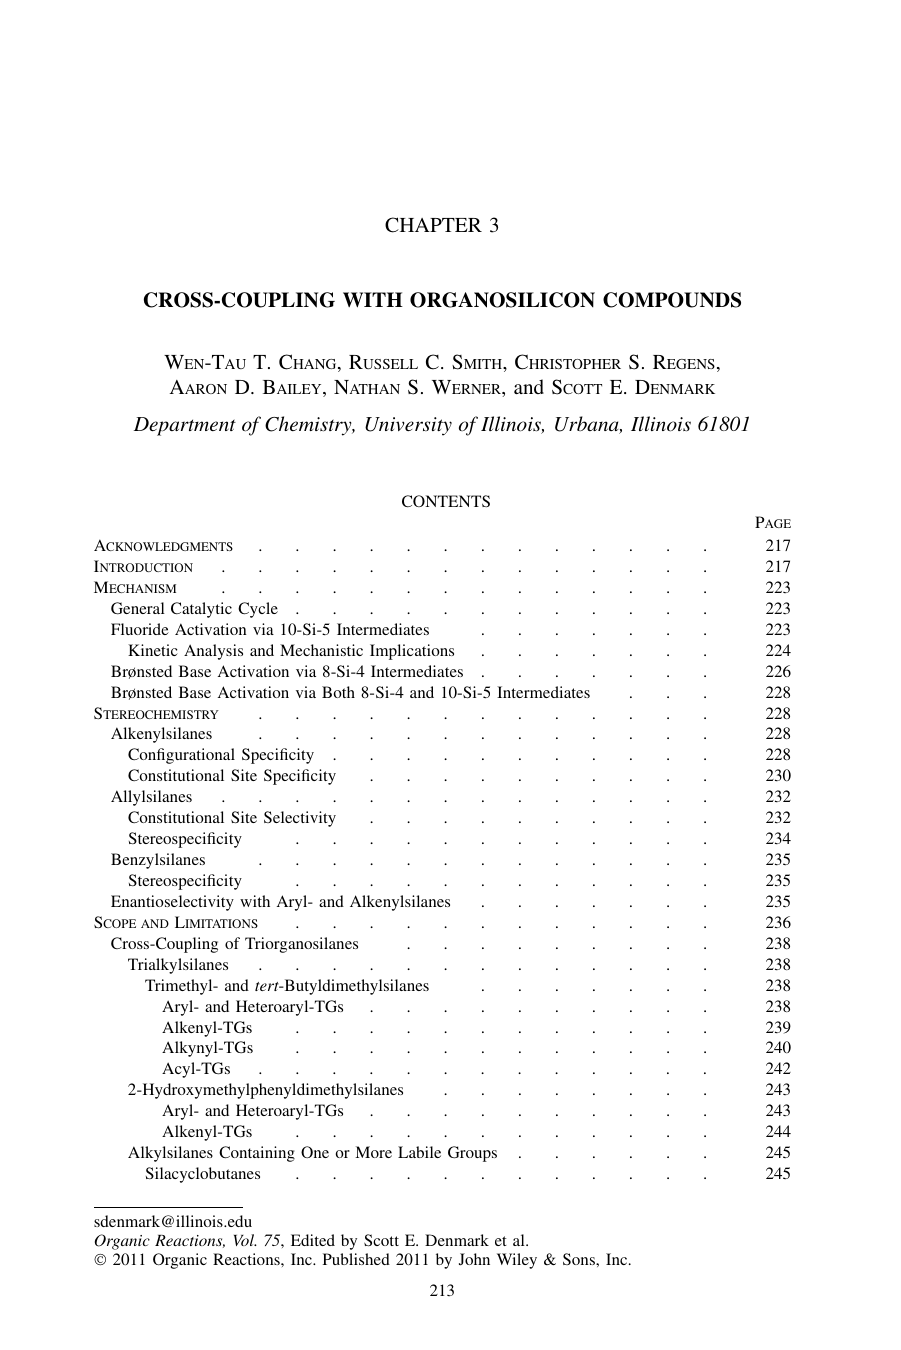 CHAPTER 3
CROSS-COUPLING WITH ORGANOSILICON COMPOUNDS
WEN-TAU T. CHANG, RUSSELL C. SMITH, CHRISTOPHER S. REGENS,
AARON D. BAILEY, NATHAN S. WERNER, and SCOTT E. DENMARK
Department of Chemistry, University of Illinois, Urbana, Illinois 61801
CONTENTS
PAGE
ACKNOWLEDGMENTS . . . . . . . . . . . . . 217
INTRODUCTION . . . . . . . . . . . . . . 217
MECHANISM . . . . . . . . . . . . . . 223
General Catalytic Cycle . . . . . . . . . . . . 223
Fluoride Activation via 10-Si-5 Intermediates . . . . . . . 223
Kinetic Analysis and Mechanistic Implications . . . . . . . 224
Brønsted Base Activation via 8-Si-4 Intermediates . . . . . . . 226
Brønsted Base Activation via Both 8-Si-4 and 10-Si-5 Intermediates . . . 228
STEREOCHEMISTRY . . . . . . . . . . . . . 228
Alkenylsilanes . . . . . . . . . . . . . 228
Configurational Specificity . . . . . . . . . . . 228
Constitutional Site Specificity . . . . . . . . . . 230
Allylsilanes . . . . . . . . . . . . . . 232
Constitutional Site Selectivity . . . . . . . . . . 232
Stereospecificity . . . . . . . . . . . . 234
Benzylsilanes . . . . . . . . . . . . . 235
Stereospecificity . . . . . . . . . . . . 235
Enantioselectivity with Aryl- and Alkenylsilanes . . . . . . . 235
SCOPE AND LIMITATIONS . . . . . . . . . . . . 236
Cross-Coupling of Triorganosilanes . . . . . . . . . 238
Trialkylsilanes . . . . . . . . . . . . . 238
Trimethyl- and tert-Butyldimethylsilanes . . . . . . . 238
Aryl- and Heteroaryl-TGs . . . . . . . . . . 238
Alkenyl-TGs . . . . . . . . . . . . 239
Alkynyl-TGs . . . . . . . . . . . . 240
Acyl-TGs . . . . . . . . . . . . . 242
2-Hydroxymethylphenyldimethylsilanes . . . . . . . . 243
Aryl- and Heteroaryl-TGs . . . . . . . . . . 243
Alkenyl-TGs . . . . . . . . . . . . 244
Alkylsilanes Containing One or More Labile Groups . . . . . . 245
Silacyclobutanes . . . . . . . . . . . . 245
sdenmark@illinois.edu
Organic Reactions, Vol. 75, Edited by Scott E. Denmark et al.
© 2011 Organic Reactions, Inc. Published 2011 by John Wiley & Sons, Inc.
213